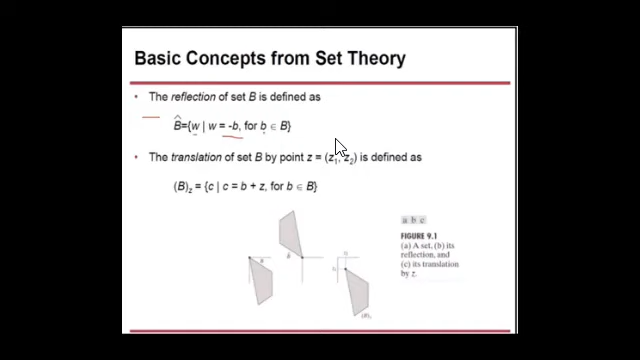 Basic Concepts from Set Theory
• The reflection of set B is defined as
B̂={w | w = -b, for b ∈ B}
• The translation of set B by point z = (z₁, z₂) is defined as
(B)z = {c | c = b + z, for b ∈ B}
a b c
FIGURE 9.1
(a) A set, (b) its
reflection, and
(c) its translation
by z.